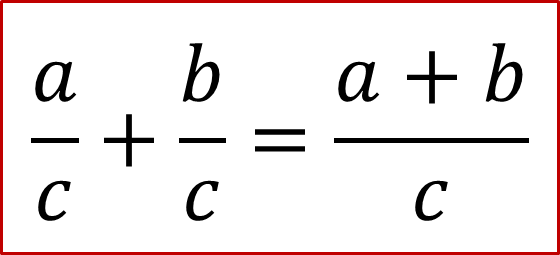 a/c + b/c = (a + b)/c